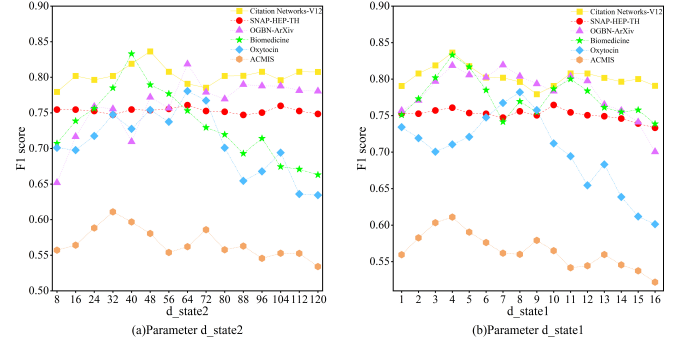 0.90
0.85
0.80
0.75
0.70
0.65
0.60
0.55
0.50
F1 score
8 16 24 32 40 48 56 64 72 80 88 96 104 112 120
d_state2
Citation Networks-V12
SNAP-HEP-TH
OGBN-ArXiv
Biomedicine
Oxytocin
ACMIS
(a)Parameter d_state2
0.90
0.85
0.80
0.75
0.70
0.65
0.60
0.55
F1 score
1 2 3 4 5 6 7 8 9 10 11 12 13 14 15 16
d_state1
Citation Networks-V12
SNAP-HEP-TH
OGBN-ArXiv
Biomedicine
Oxytocin
ACMIS
(b)Parameter d_state1